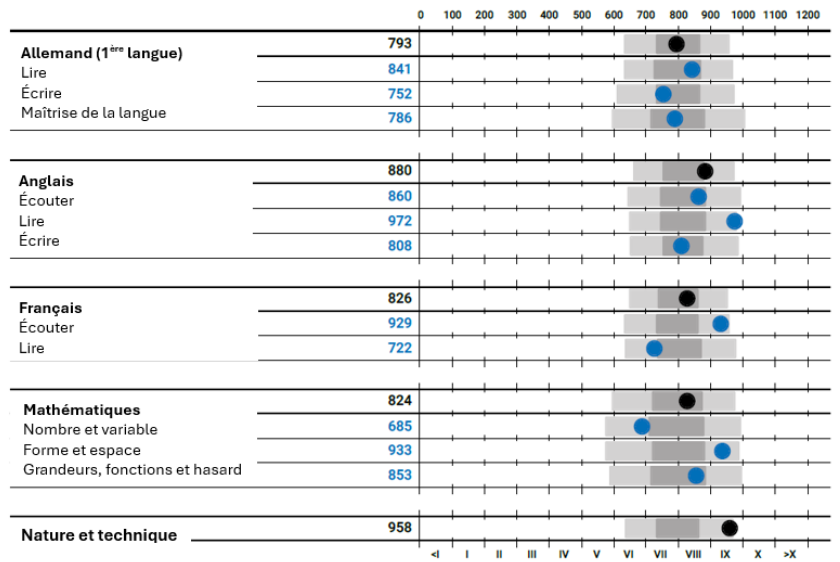 0 100 200 300 400 500 600 700 800 900 1000 1100 1200
Allemand (1ère langue) 793
Lire 841
Écrire 752
Maîtrise de la langue 786
Anglais 880
Écouter 860
Lire 972
Écrire 808
Français 826
Écouter 929
Lire 722
Mathématiques 824
Nombre et variable 685
Forme et espace 933
Grandeurs, fonctions et hasard 853
Nature et technique 958
<I I II III IV V VI VII VIII IX X >X